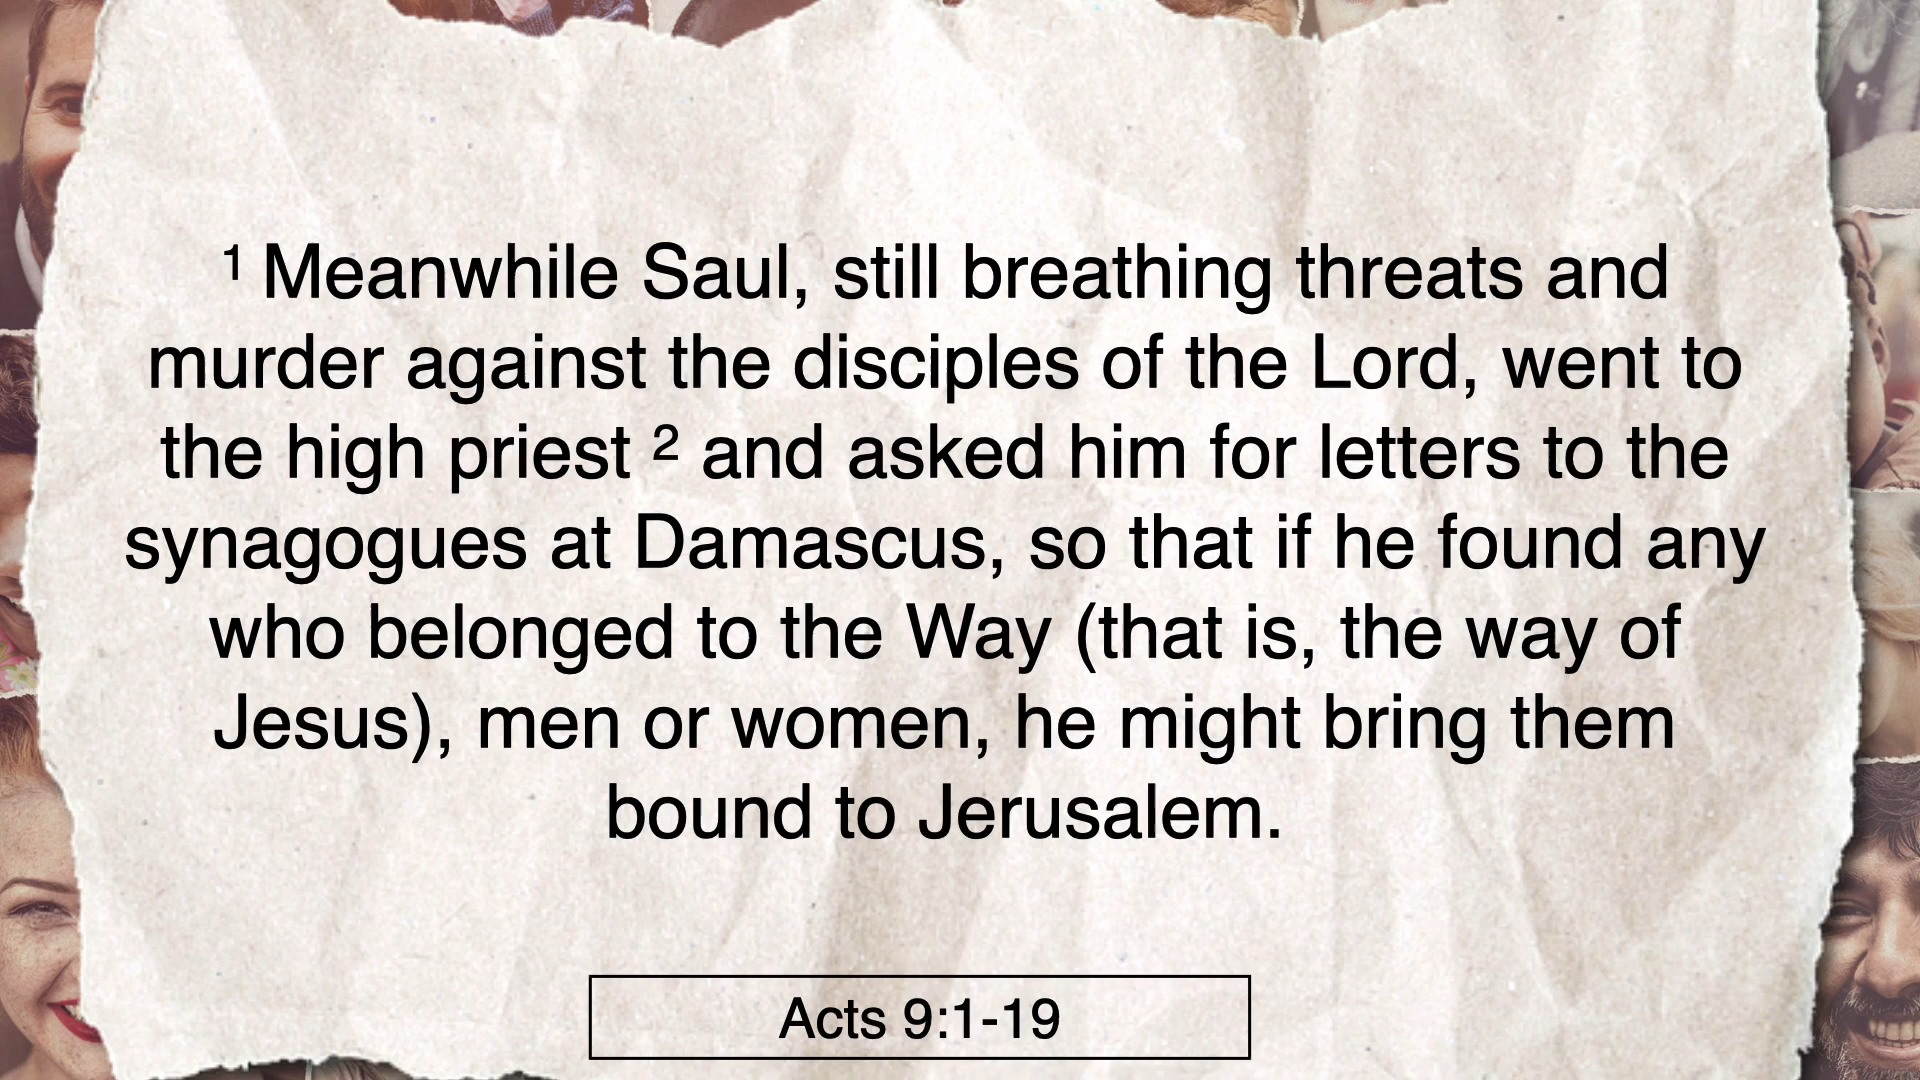 ¹ Meanwhile Saul, still breathing threats and
murder against the disciples of the Lord, went to
the high priest ² and asked him for letters to the
synagogues at Damascus, so that if he found any
who belonged to the Way (that is, the way of
Jesus), men or women, he might bring them
bound to Jerusalem.
Acts 9:1-19